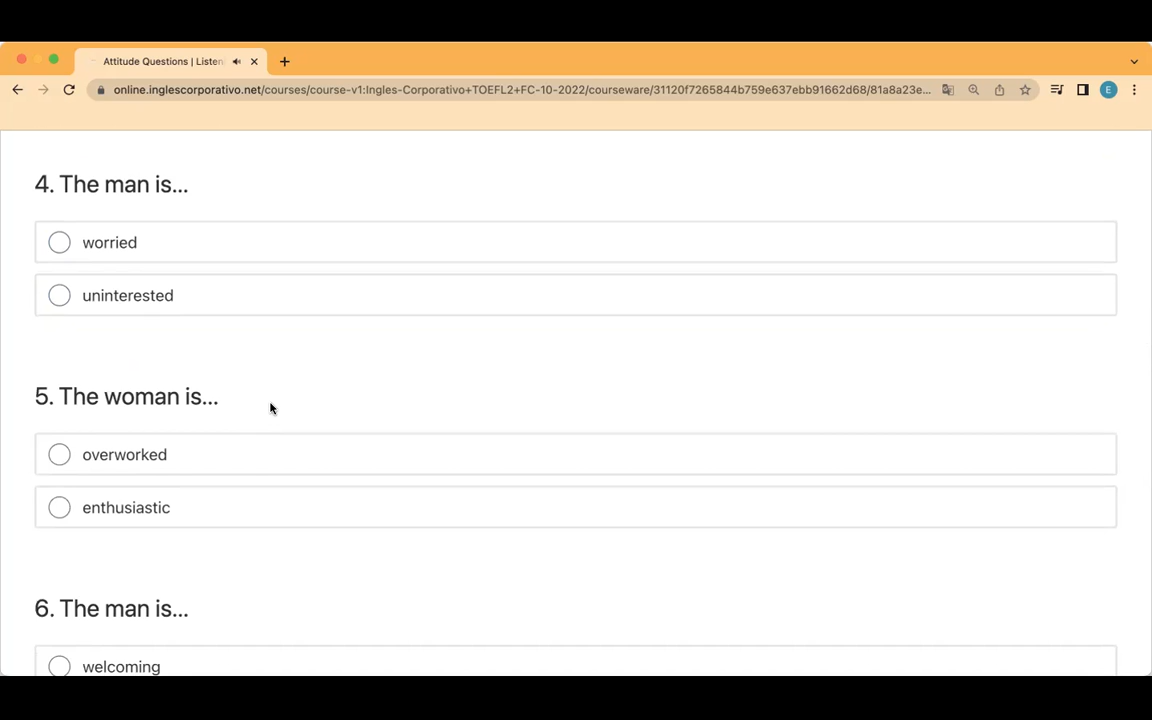 Attitude Questions | Listen
online.inglescorporativo.net/courses/course-v1:Ingles-Corporativo+TOEFL2+FC-10-2022/courseware/31120f7265844b759e637ebb91662d68/81a8a23e...
E
4. The man is...
worried
uninterested
5. The woman is...
overworked
enthusiastic
6. The man is...
welcoming